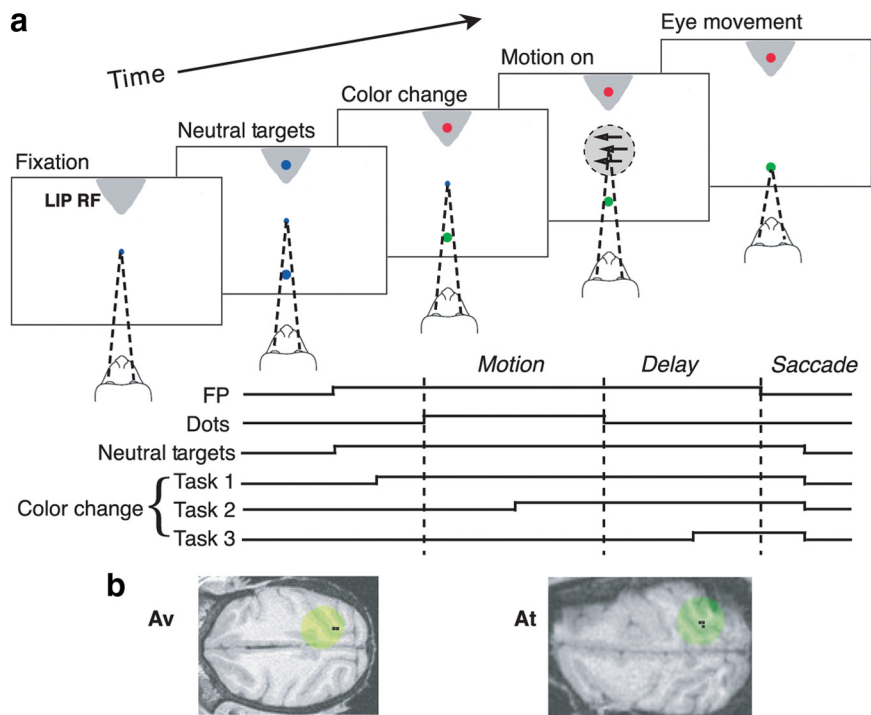 a
Time
Fixation
LIP RF
Neutral targets
Color change
Motion on
Eye movement
Motion Delay Saccade
FP
Dots
Neutral targets
Color change
Task 1
Task 2
Task 3
b
Av
At